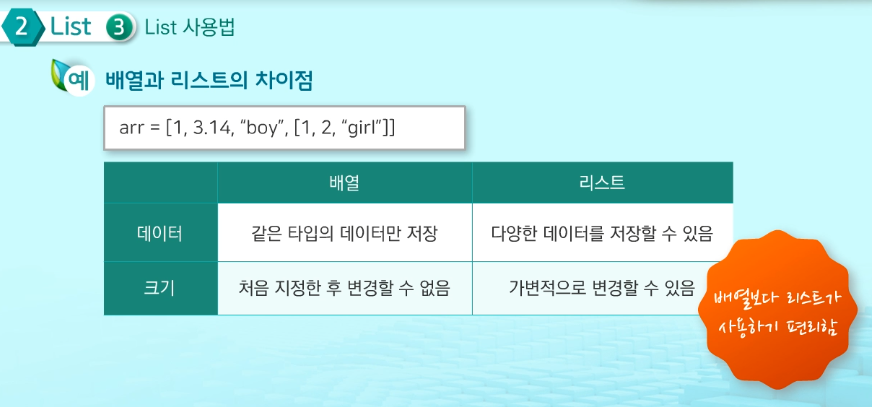 2 List 3 List 사용법
예 배열과 리스트의 차이점
arr = [1, 3.14, “boy”, [1, 2, “girl”]]
배열 리스트
데이터 같은 타입의 데이터만 저장 다양한 데이터를 저장할 수 있음
크기 처음 지정한 후 변경할 수 없음 가변적으로 변경할 수 있음
배열보다 리스트가
사용하기 편리함